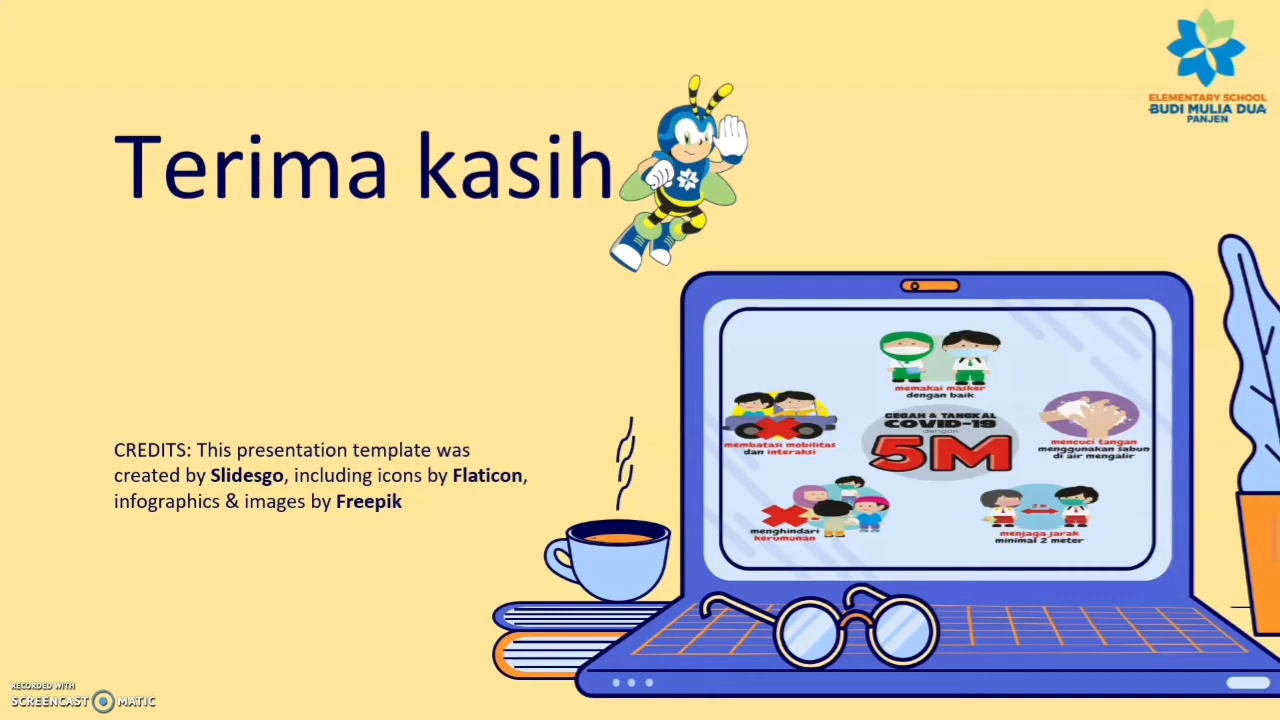 ELEMENTARY SCHOOL
BUDI MULIA DUA
PANJEN
Terima kasih
memakai masker
dengan baik
CEGAH & TANGKAL
COVID-19
dengan
5M
membatasi mobilitas
dan interaksi
mencuci tangan
menggunakan sabun
di air mengalir
menghindari
kerumunan
2 m
menjaga jarak
minimal 2 meter
CREDITS: This presentation template was
created by Slidesgo, including icons by Flaticon,
infographics & images by Freepik
RECORDED WITH
SCREENCAST MATIC